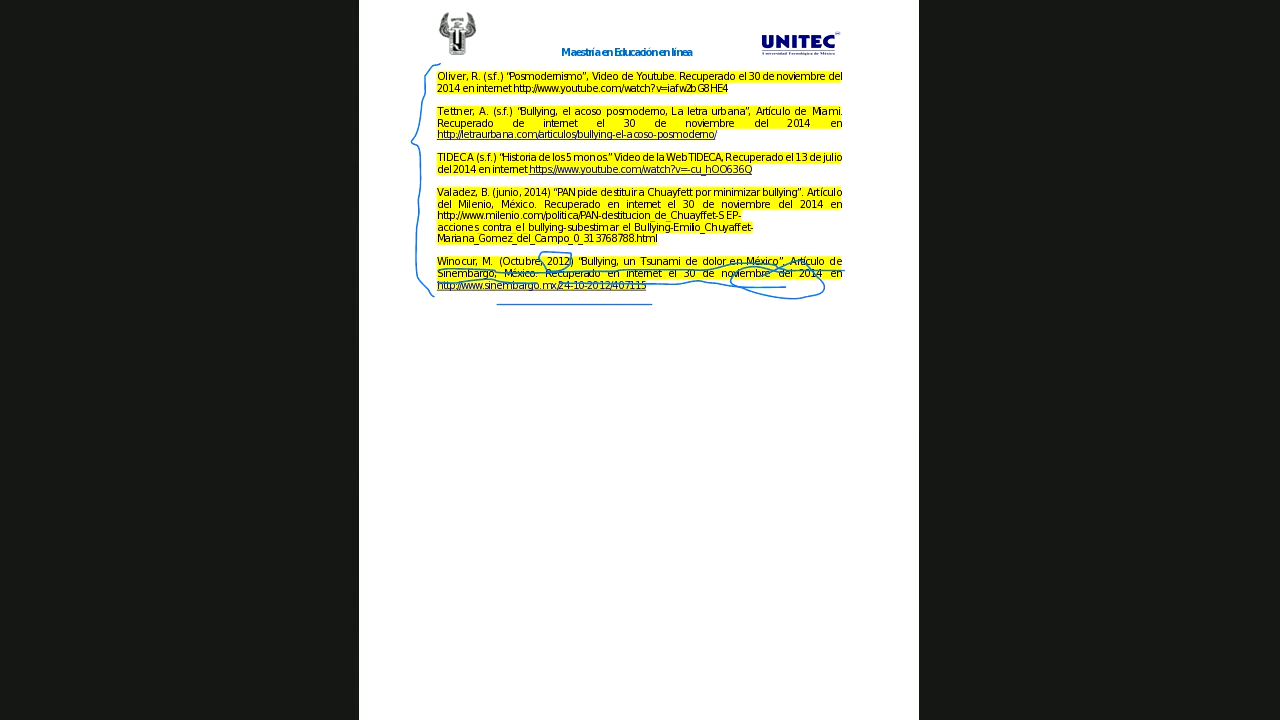 UNITEC
Universidad Tecnológica de México
Maestría en Educación en línea
Oliver, R. (s.f.) “Posmodernismo”, Video de Youtube. Recuperado el 30 de noviembre del
2014 en internet http://www.youtube.com/watch?v=iafw2bG8HE4
Tettner, A. (s.f.) “Bullying, el acoso posmoderno, La letra urbana”, Artículo de Miami.
Recuperado de internet el 30 de noviembre del 2014 en
http://letraurbana.com/articulos/bullying-el-acoso-posmoderno/
TIDECA (s.f.) “Historia de los 5 monos.” Video de la Web TIDECA, Recuperado el 13 de julio
del 2014 en internet https://www.youtube.com/watch?v=-cu_hOO636Q
Valadez, B. (junio, 2014) “PAN pide destituir a Chuayfett por minimizar bullying”. Artículo
del Milenio, México. Recuperado en internet el 30 de noviembre del 2014 en
http://www.milenio.com/politica/PAN-destitucion_de_Chuayffet-SEP-
acciones contra el bullying-subestimar el Bullying-Emilio_Chuyaffet-
Mariana_Gomez_del_Campo_0_313768788.html
Winocur, M. (Octubre, 2012) “Bullying, un Tsunami de dolor en México”. Artículo de
Sinembargo, México. Recuperado en internet el 30 de noviembre del 2014 en
http://www.sinembargo.mx/24-10-2012/407115